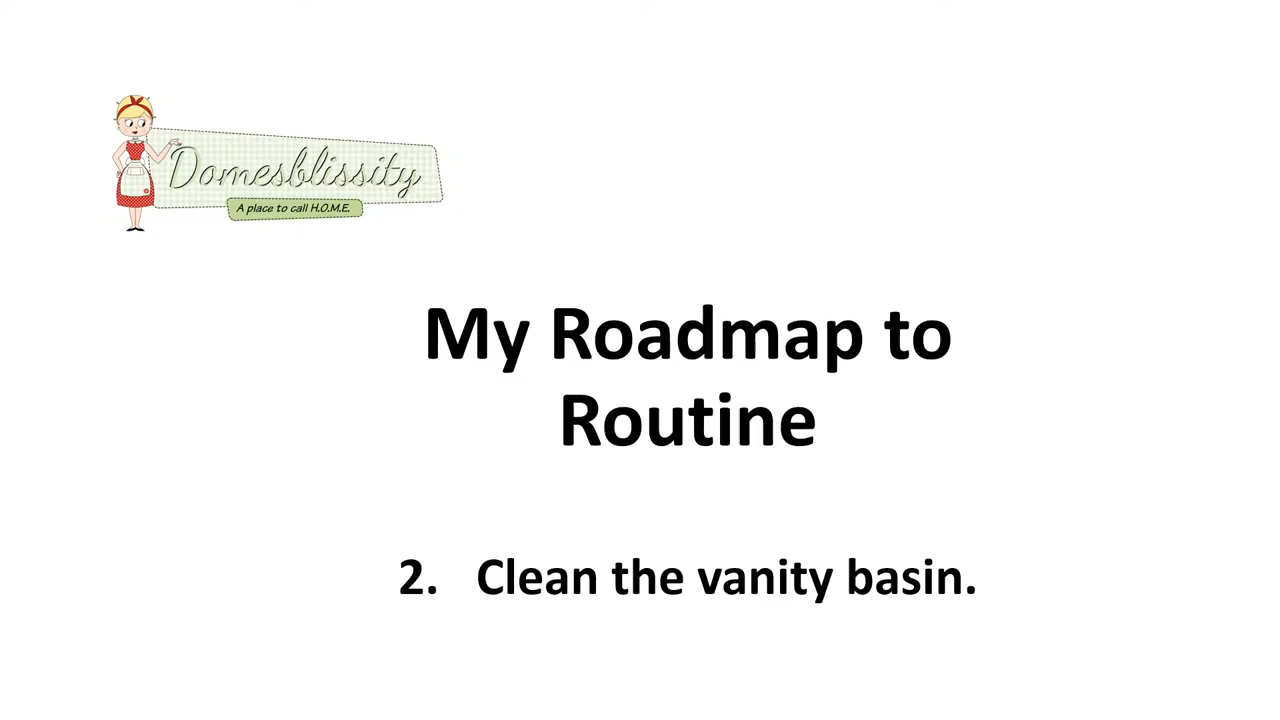 Domesblissity
A place to call H.O.M.E.
My Roadmap to
Routine
2. Clean the vanity basin.